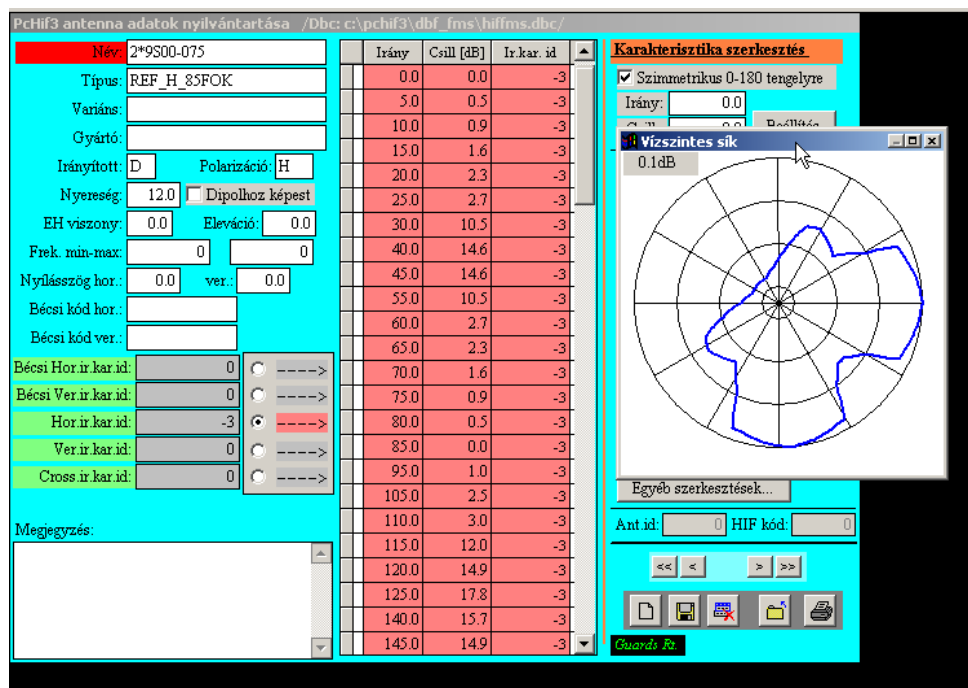 PcHif3 antenna adatok nyilvántartása /Dbc: c:\pchif3\dbf_fms\hiffms.dbc/
Név: 2*9S00-075
Típus: REF_H_85FOK
Variáns:
Gyártó:
Irányított: D Polarizáció: H
Nyereség: 12.0 Dipolhoz képest
EH viszony: 0.0 Eleváció: 0.0
Frek. min-max: 0 0
Nyílásszög hor.: 0.0 ver.: 0.0
Bécsi kód hor.:
Bécsi kód ver.:
Bécsi Hor.ir.kar.id: 0 ---->
Bécsi Ver.ir.kar.id: 0 ---->
Hor.ir.kar.id: -3 ---->
Ver.ir.kar.id: 0 ---->
Cross.ir.kar.id: 0 ---->
Megjegyzés:
Irány Csill [dB] Ir.kar. id
0.0 0.0 -3
5.0 0.5 -3
10.0 0.9 -3
15.0 1.6 -3
20.0 2.3 -3
25.0 2.7 -3
30.0 10.5 -3
40.0 14.6 -3
45.0 14.6 -3
55.0 10.5 -3
60.0 2.7 -3
65.0 2.3 -3
70.0 1.6 -3
75.0 0.9 -3
80.0 0.5 -3
85.0 0.0 -3
95.0 1.0 -3
105.0 2.5 -3
110.0 3.0 -3
115.0 12.0 -3
120.0 14.9 -3
125.0 17.8 -3
140.0 15.7 -3
145.0 14.9 -3
Karakterisztika szerkesztés
Szimmetrikus 0-180 tengelyre
Irány: 0.0
Vízszintes sík
0.1dB
Egyéb szerkesztések...
Ant.id: 0 HIF kód: 0
<< < > >>
Guards Rt.